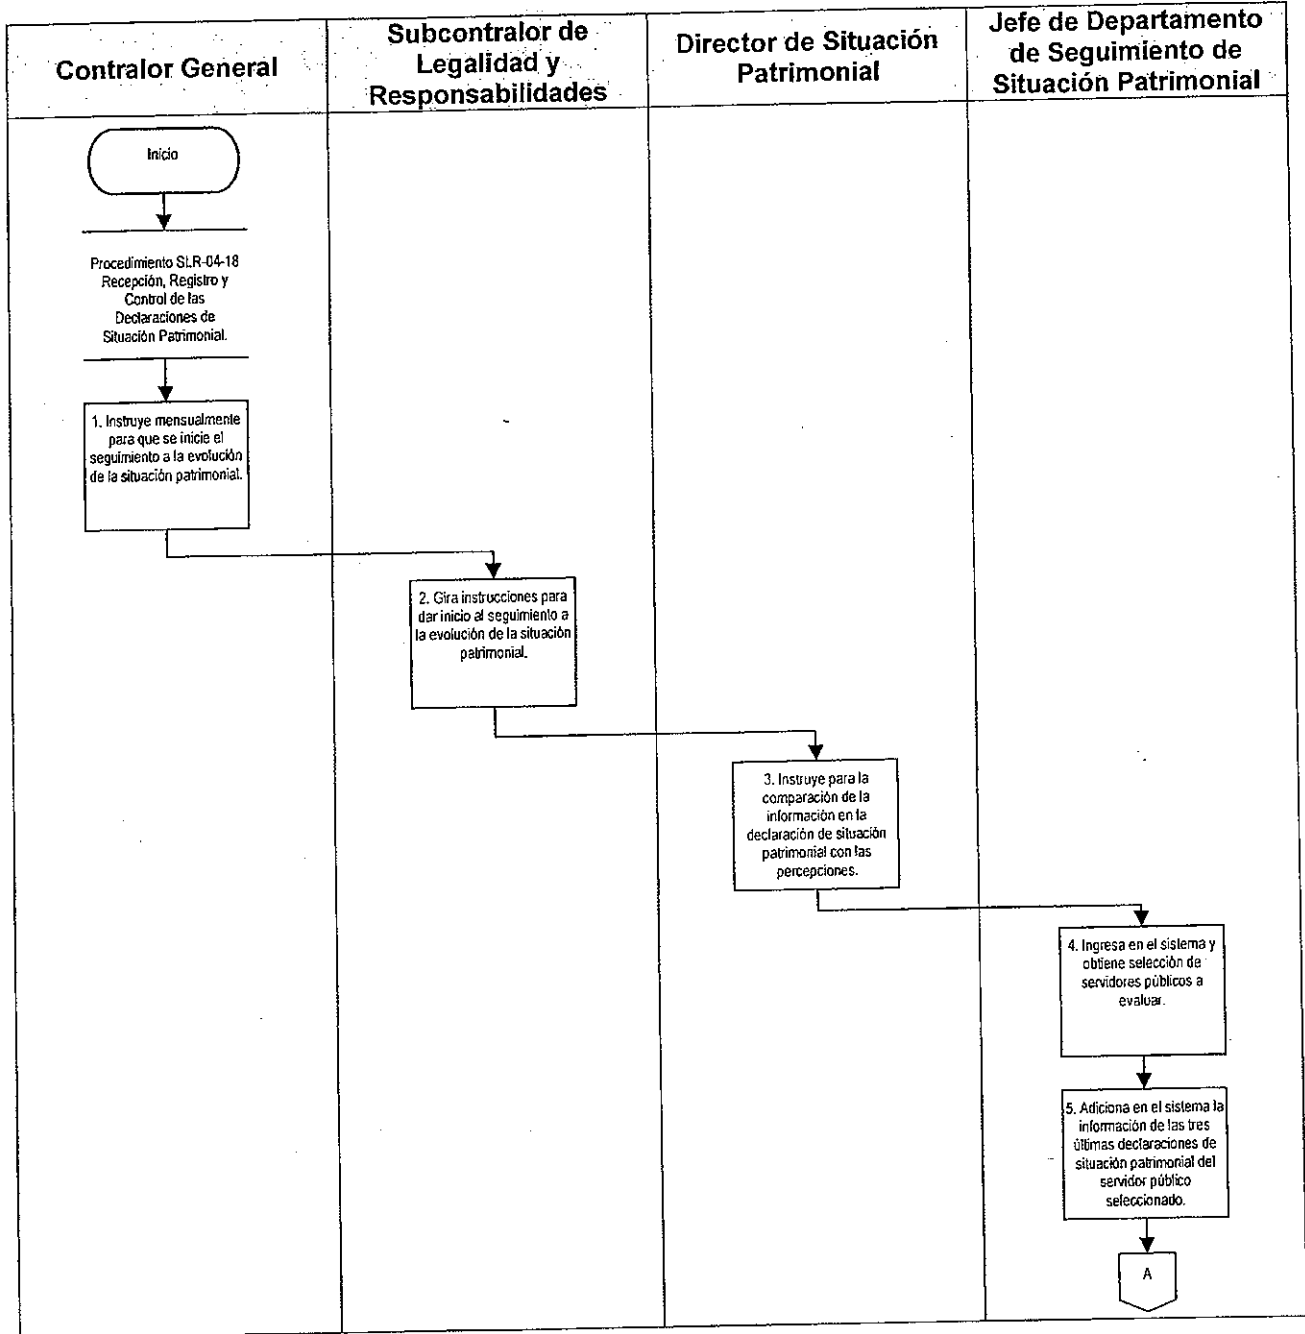 Contralor General
Subcontralor de
Legalidad y
Responsabilidades
Director de Situación
Patrimonial
Jefe de Departamento
de Seguimiento de
Situación Patrimonial
Inicio
Procedimiento SLR-04-18
Recepción, Registro y
Control de las
Declaraciones de
Situación Patrimonial.
1. Instruye mensualmente
para que se inicie el
seguimiento a la evolución
de la situación patrimonial.
2. Gira instrucciones para
dar inicio al seguimiento a
la evolución de la situación
patrimonial.
3. Instruye para la
comparación de la
información en la
declaración de situación
patrimonial con las
percepciones.
4. Ingresa en el sistema y
obtiene selección de
servidores públicos a
evaluar.
5. Adiciona en el sistema la
información de las tres
últimas declaraciones de
situación patrimonial del
servidor público
seleccionado.
A